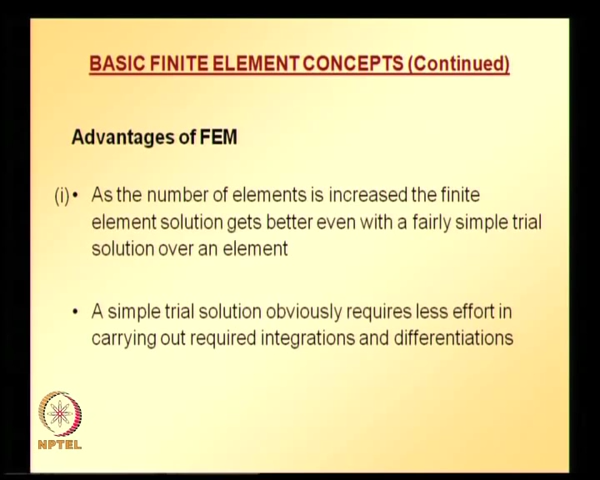 BASIC FINITE ELEMENT CONCEPTS (Continued)
Advantages of FEM
(i)• As the number of elements is increased the finite
element solution gets better even with a fairly simple trial
solution over an element
• A simple trial solution obviously requires less effort in
carrying out required integrations and differentiations
NPTEL